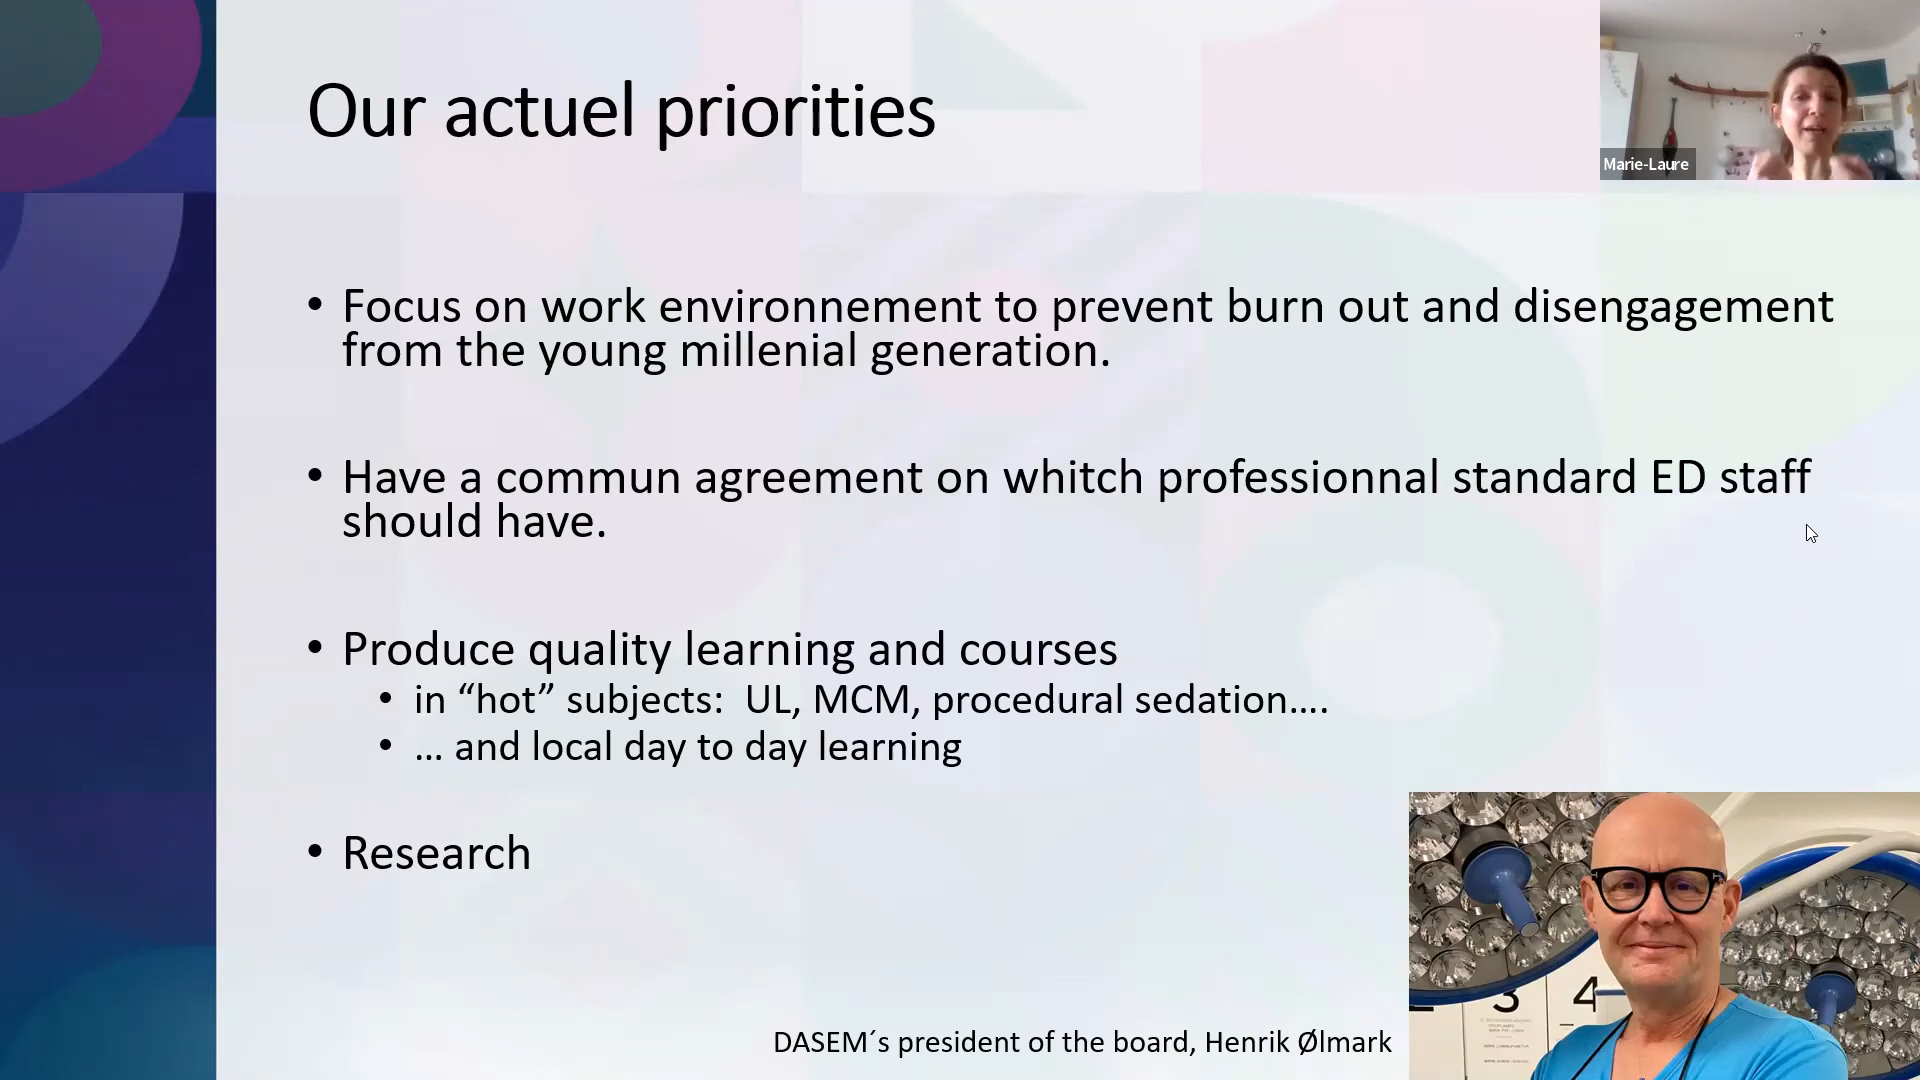 Our actuel priorities
Marie-Laure
• Focus on work environnement to prevent burn out and disengagement
from the young millenial generation.
• Have a commun agreement on whitch professionnal standard ED staff
should have.
• Produce quality learning and courses
• in “hot” subjects:  UL, MCM, procedural sedation....
• ... and local day to day learning
• Research
3
4
DASEM´s president of the board, Henrik Ølmark